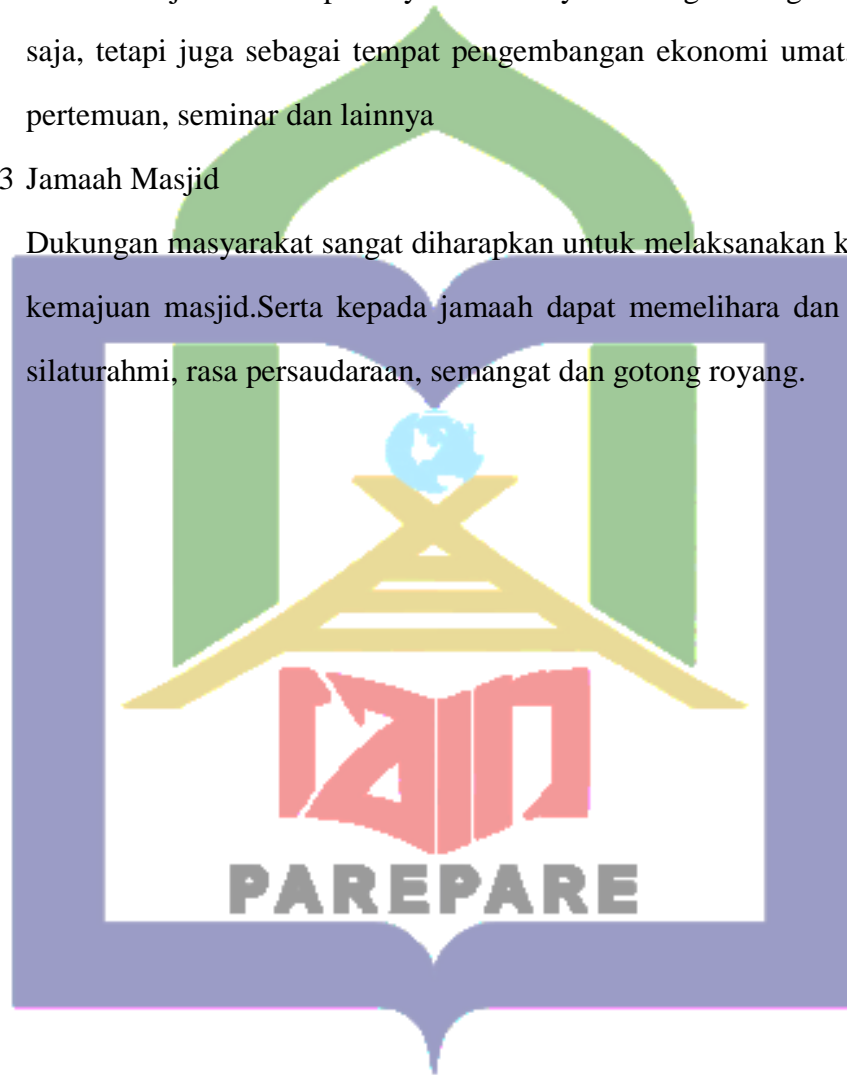 saja, tetapi juga sebagai tempat pengembangan ekonomi umat.
pertemuan, seminar dan lainnya
3 Jamaah Masjid
Dukungan masyarakat sangat diharapkan untuk melaksanakan k
kemajuan masjid.Serta kepada jamaah dapat memelihara dan
silaturahmi, rasa persaudaraan, semangat dan gotong royang.
iain
PAREPARE